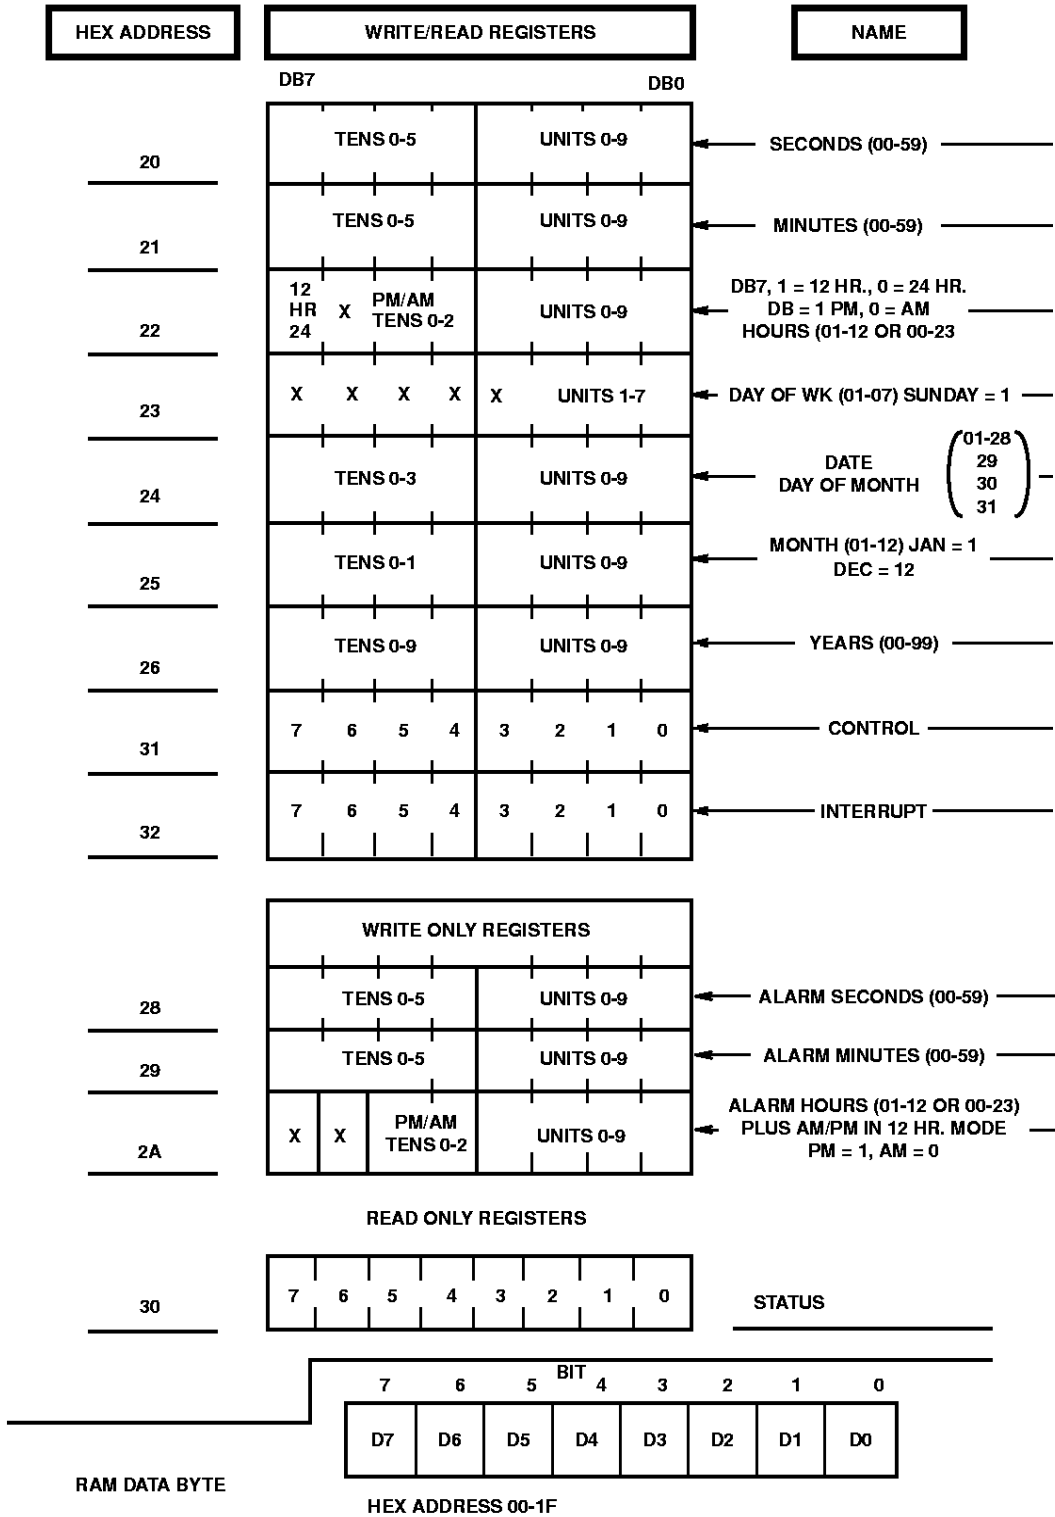 HEX ADDRESS WRITE/READ REGISTERS NAME
DB7 DB0
TENS 0-5 UNITS 0-9 SECONDS (00-59)
20
TENS 0-5 UNITS 0-9 MINUTES (00-59)
21
12 HR 24 X PM/AM TENS 0-2 UNITS 0-9
DB7, 1 = 12 HR., 0 = 24 HR.
DB = 1 PM, 0 = AM
HOURS (01-12 OR 00-23
22
X X X X X UNITS 1-7 DAY OF WK (01-07) SUNDAY = 1
23
TENS 0-3 UNITS 0-9
DATE
DAY OF MONTH
01-28
29
30
31
24
TENS 0-1 UNITS 0-9
MONTH (01-12) JAN = 1
DEC = 12
25
TENS 0-9 UNITS 0-9 YEARS (00-99)
26
7 6 5 4 3 2 1 0 CONTROL
31
7 6 5 4 3 2 1 0 INTERRUPT
32
WRITE ONLY REGISTERS
TENS 0-5 UNITS 0-9 ALARM SECONDS (00-59)
28
TENS 0-5 UNITS 0-9 ALARM MINUTES (00-59)
29
X X PM/AM TENS 0-2 UNITS 0-9
ALARM HOURS (01-12 OR 00-23)
PLUS AM/PM IN 12 HR. MODE
PM = 1, AM = 0
2A
READ ONLY REGISTERS
30 7 6 5 4 3 2 1 0 STATUS
BIT
7 6 5 4 3 2 1 0
D7 D6 D5 D4 D3 D2 D1 D0
RAM DATA BYTE
HEX ADDRESS 00-1F